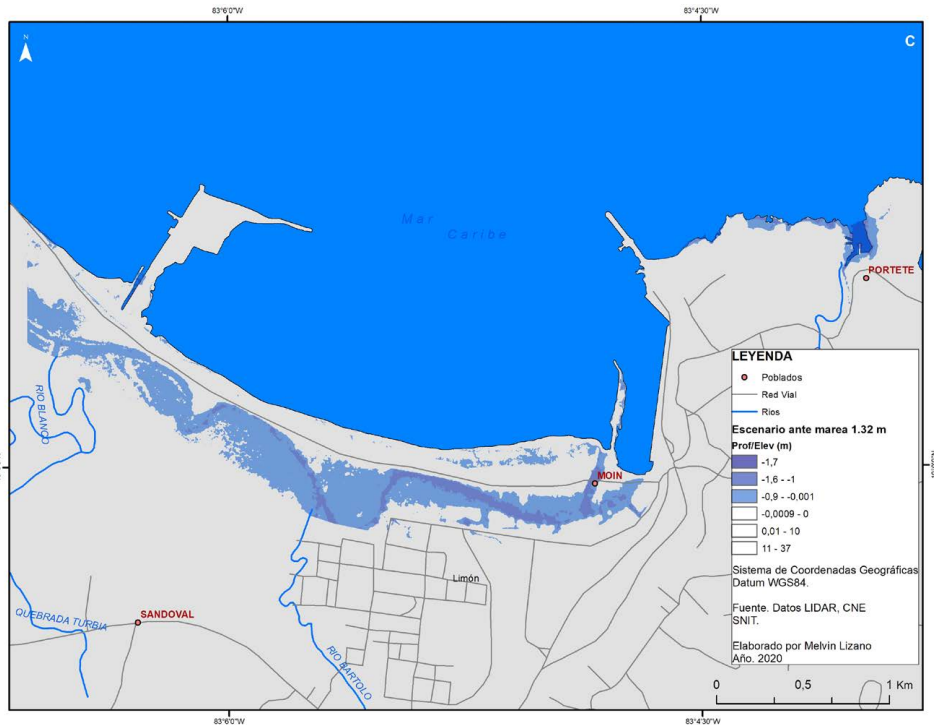 83°6'0"W
83°4'30"W
N
C
Mar
Caribe
PORTETE
RIO BLANCO
MOIN
Limón
QUEBRADA TURBIA
SANDOVAL
RIO BARTOLO
LEYENDA
Poblados
Red Vial
Rios
Escenario ante marea 1.32 m
Prof/Elev (m)
-1,7
-1,6 - -1
-0,9 - -0.001
-0,0009 - 0
0,01 - 10
11 - 37
Sistema de Coordenadas Geográficas
Datum WGS84.
Fuente. Datos LIDAR, CNE
SNIT.
Elaborado por Melvin Lizano
Año. 2020
0
0,5
1 Km
83°6'0"W
83°4'30"W